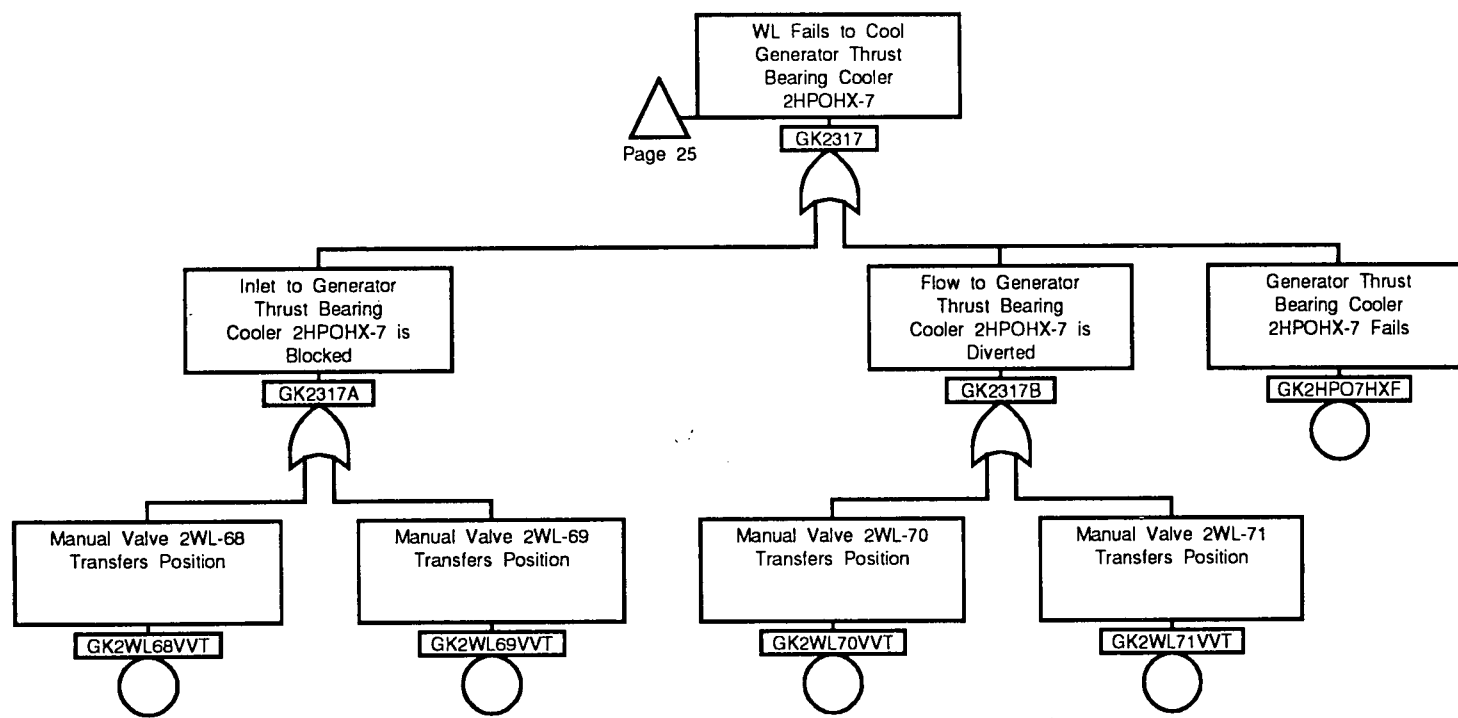 WL Fails to Cool
Generator Thrust
Bearing Cooler
2HPOHX-7
Page 25
GK2317
Inlet to Generator
Thrust Bearing
Cooler 2HPOHX-7 is
Blocked
GK2317A
Flow to Generator
Thrust Bearing
Cooler 2HPOHX-7 is
Diverted
GK2317B
Generator Thrust
Bearing Cooler
2HPOHX-7 Fails
GK2HPO7HXF
Manual Valve 2WL-68
Transfers Position
GK2WL68VVT
Manual Valve 2WL-69
Transfers Position
GK2WL69VVT
Manual Valve 2WL-70
Transfers Position
GK2WL70VVT
Manual Valve 2WL-71
Transfers Position
GK2WL71VVT